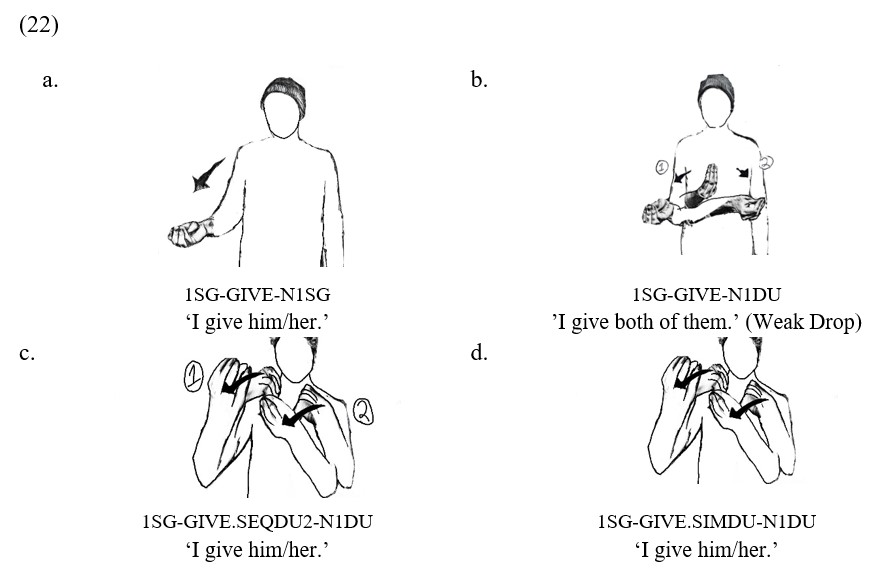 (22)
a.
b.
① ②
1SG-GIVE-N1SG
‘I give him/her.’
1SG-GIVE-N1DU
’I give both of them.’ (Weak Drop)
c.
d.
① ②
1SG-GIVE.SEQDU2-N1DU
‘I give him/her.’
1SG-GIVE.SIMDU-N1DU
‘I give him/her.’